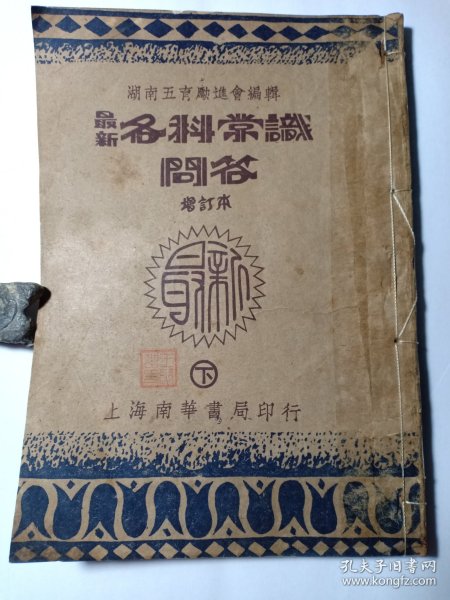 湖南五育勵進會編輯
最新各科常識
問答
增訂本
最新
下
上海南華書局印行
孔夫子旧书网
www.kongfz.com